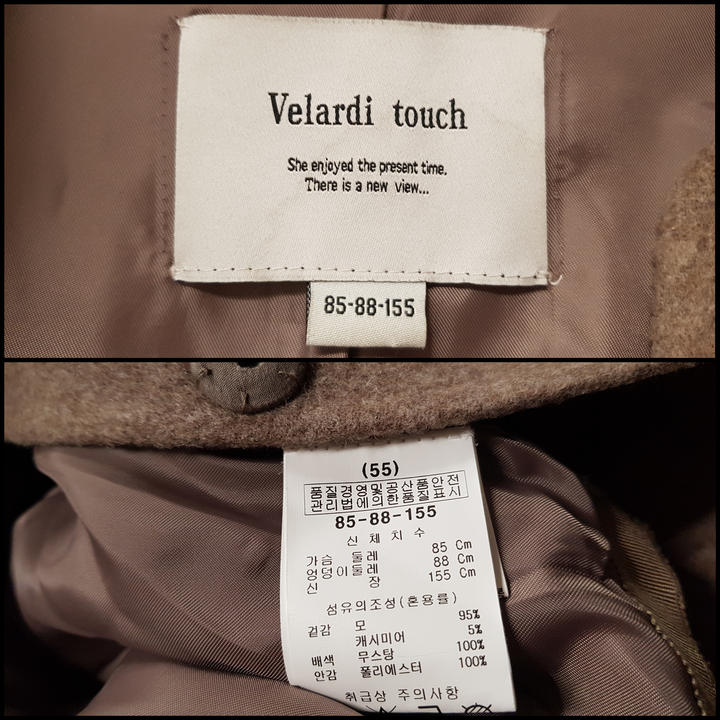 Velardi touch
She enjoyed the present time.
There is a new view...
85-88-155
(55)
품질경영및공산품안전
관리법에의한품질표시
85-88-155
신체치수
가슴둘레 85 Cm
엉덩이둘레 88 Cm
신장 155 Cm
섬유의조성(혼용률)
겉감 모 95%
캐시미어 5%
배색 무스탕 100%
안감 폴리에스터 100%
취급상 주의사항